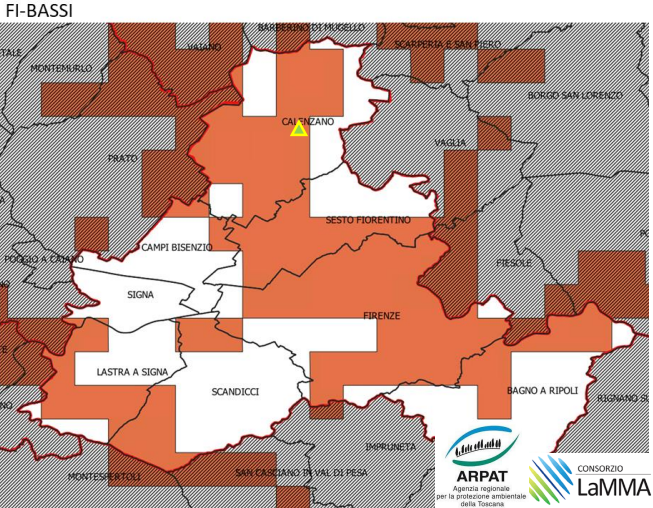 FI-BASSI
BARBERINO DI MUGELLO
VAIANO
SCARPERIA E SAN PIERO
TALE
MONTEMURLO
BORGO SAN LORENZO
CALENZANO
VAGLIA
PRATO
SESTO FIORENTINO
CAMPI BISENZIO
POGGIO A CAIANO
FIESOLE
SIGNA
FIRENZE
LASTRA A SIGNA
SCANDICCI
BAGNO A RIPOLI
RIGNANO SU
IMPRUNETA
MONTESPERTOLI
SAN CASCIANO IN VAL DI PESA
ARPAT
Agenzia regionale
per la protezione ambientale
della Toscana
CONSORZIO
LaMMA